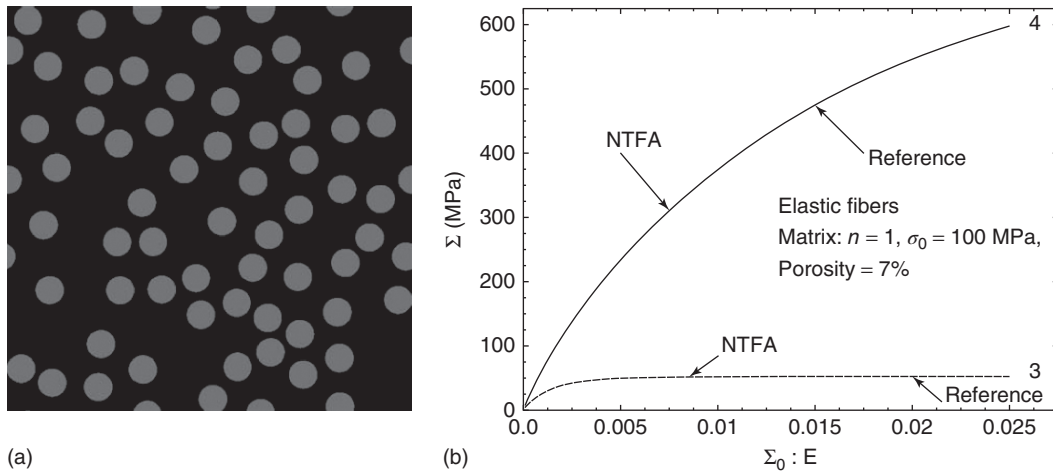 (a)
600
500
400
300
200
100
0
Σ (MPa)
0.0 0.005 0.01 0.015 0.02 0.025
Σ₀ : E
4
NTFA
Reference
Elastic fibers
Matrix: n = 1, σ₀ = 100 MPa,
Porosity = 7%
NTFA
3
Reference
(b)